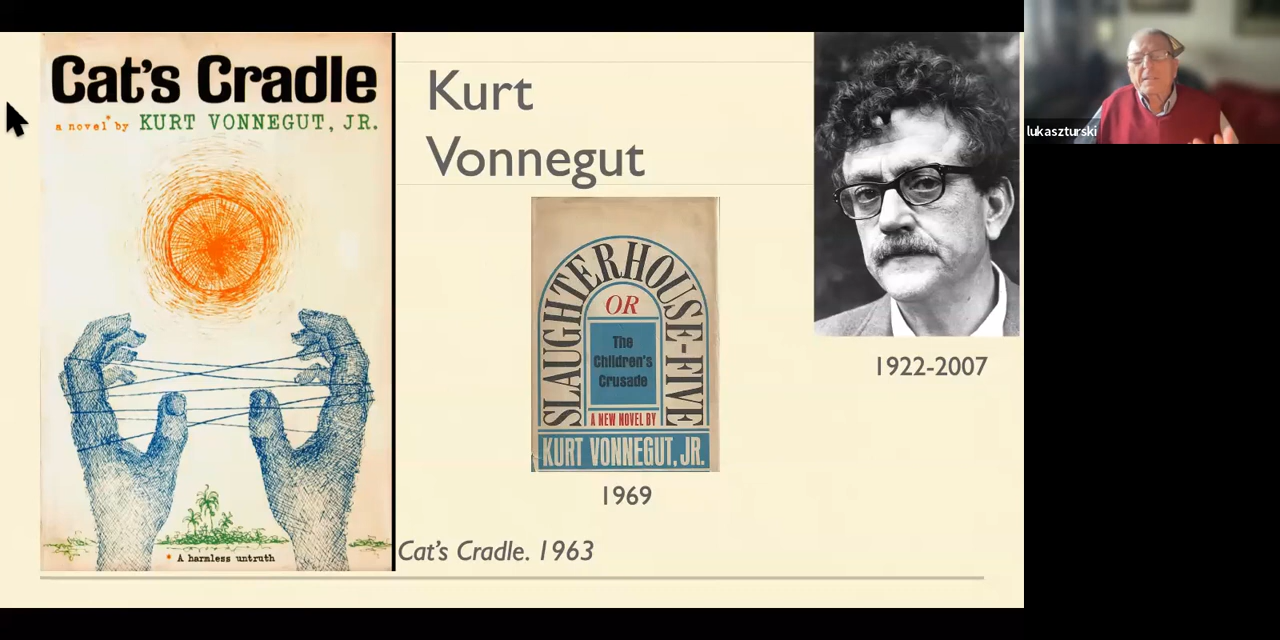 Cat's Cradle
a novel* by KURT VONNEGUT, JR.
* A harmless untruth
Kurt
Vonnegut
SLAUGHTERHOUSE-FIVE
OR
The
Children's
Crusade
A NEW NOVEL BY
KURT VONNEGUT, JR.
1969
Cat's Cradle. 1963
1922-2007
lukaszturski